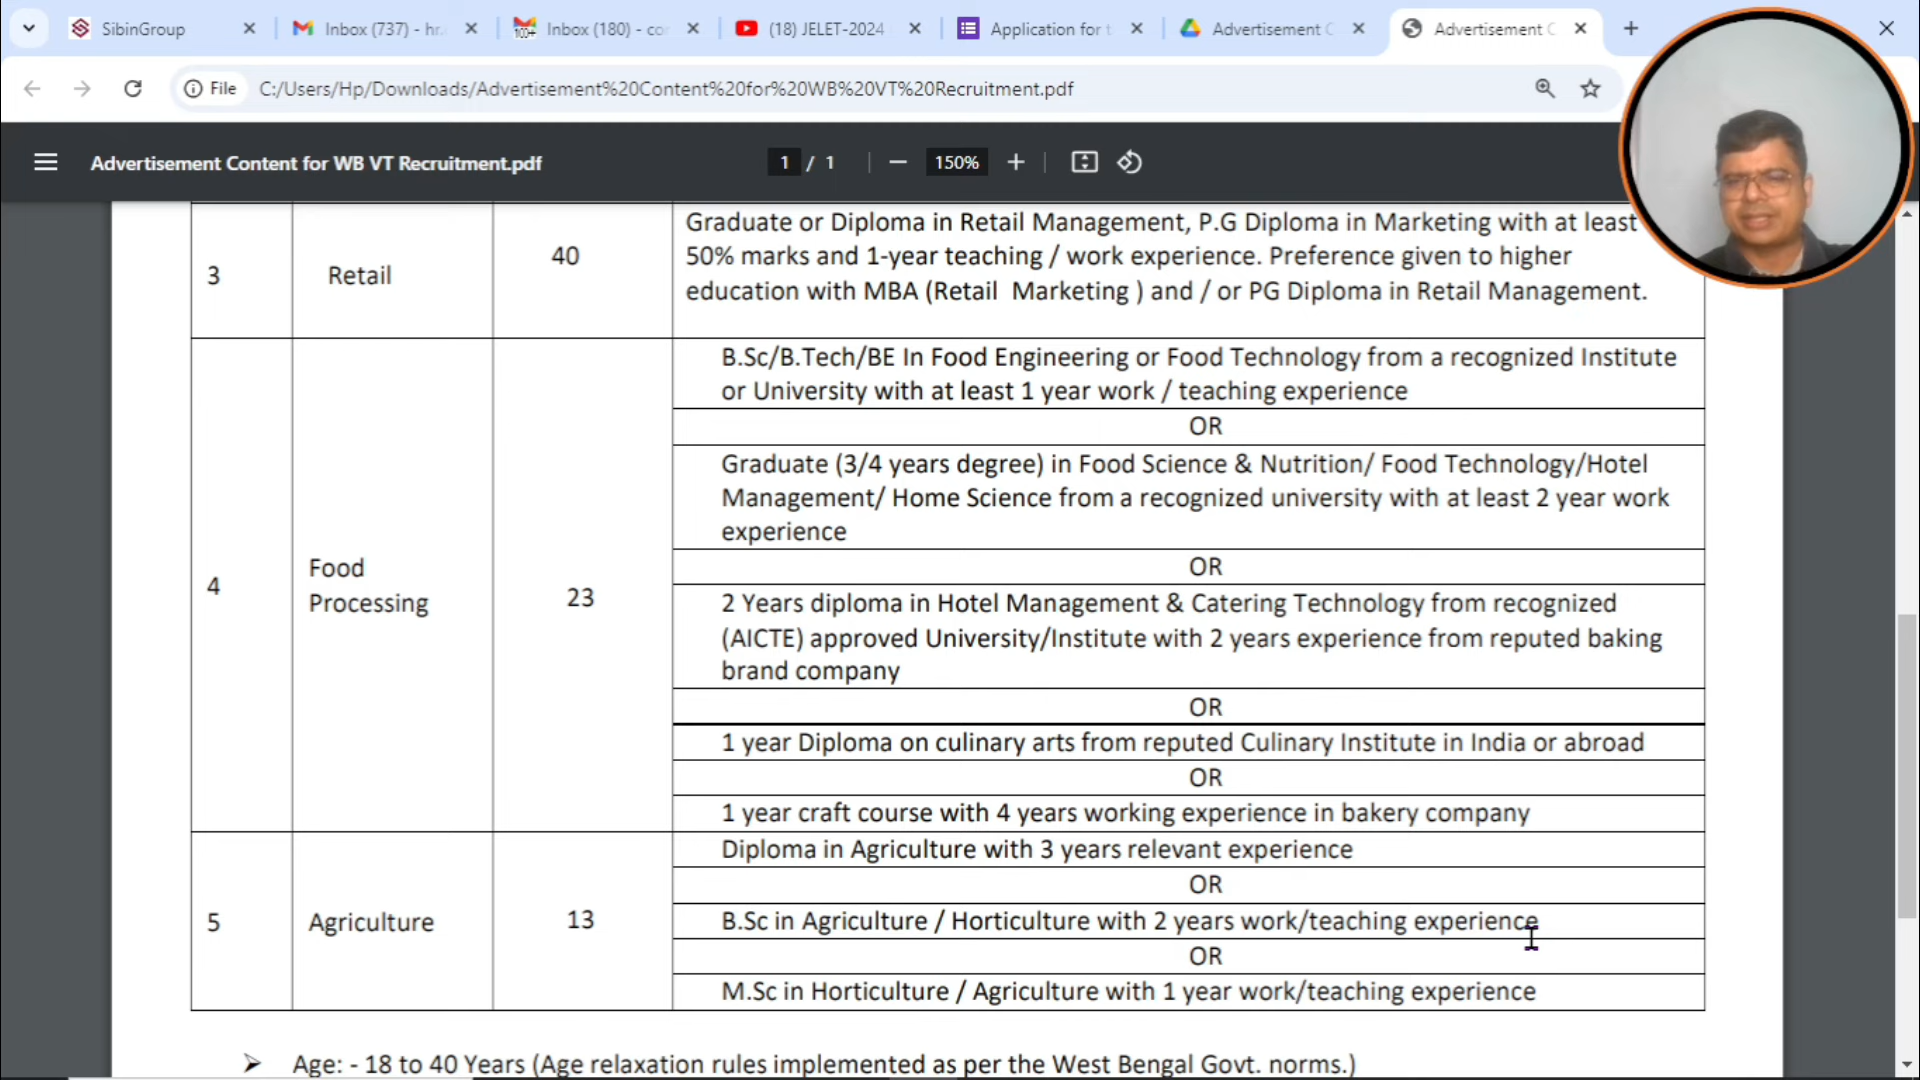 SibinGroup
Inbox (737) - hr.
Inbox (180) - co
(18) JELET-2024
Application for t
Advertisement C
Advertisement C
File
C:/Users/Hp/Downloads/Advertisement%20Content%20for%20WB%20VT%20Recruitment.pdf
Advertisement Content for WB VT Recruitment.pdf
1 / 1
150%
3
Retail
40
Graduate or Diploma in Retail Management, P.G Diploma in Marketing with at least
50% marks and 1-year teaching / work experience. Preference given to higher
education with MBA (Retail Marketing ) and / or PG Diploma in Retail Management.
4
Food
Processing
23
B.Sc/B.Tech/BE In Food Engineering or Food Technology from a recognized Institute
or University with at least 1 year work / teaching experience
OR
Graduate (3/4 years degree) in Food Science & Nutrition/ Food Technology/Hotel
Management/ Home Science from a recognized university with at least 2 year work
experience
OR
2 Years diploma in Hotel Management & Catering Technology from recognized
(AICTE) approved University/Institute with 2 years experience from reputed baking
brand company
OR
1 year Diploma on culinary arts from reputed Culinary Institute in India or abroad
OR
1 year craft course with 4 years working experience in bakery company
5
Agriculture
13
Diploma in Agriculture with 3 years relevant experience
OR
B.Sc in Agriculture / Horticulture with 2 years work/teaching experience
OR
M.Sc in Horticulture / Agriculture with 1 year work/teaching experience
Age: - 18 to 40 Years (Age relaxation rules implemented as per the West Bengal Govt. norms.)